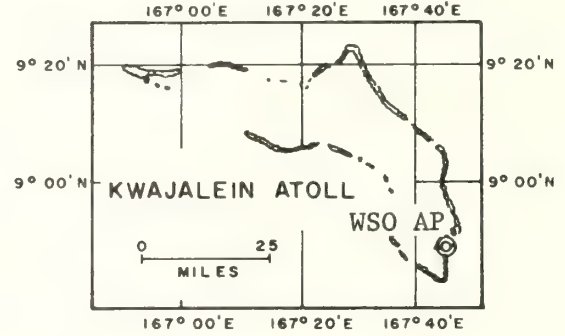 167° 00'E 167° 20'E 167° 40'E
9° 20' N 9° 20' N
9° 00' N 9° 00' N
KWAJALEIN ATOLL
WSO AP
0 25
MILES
167° 00'E 167° 20'E 167° 40'E